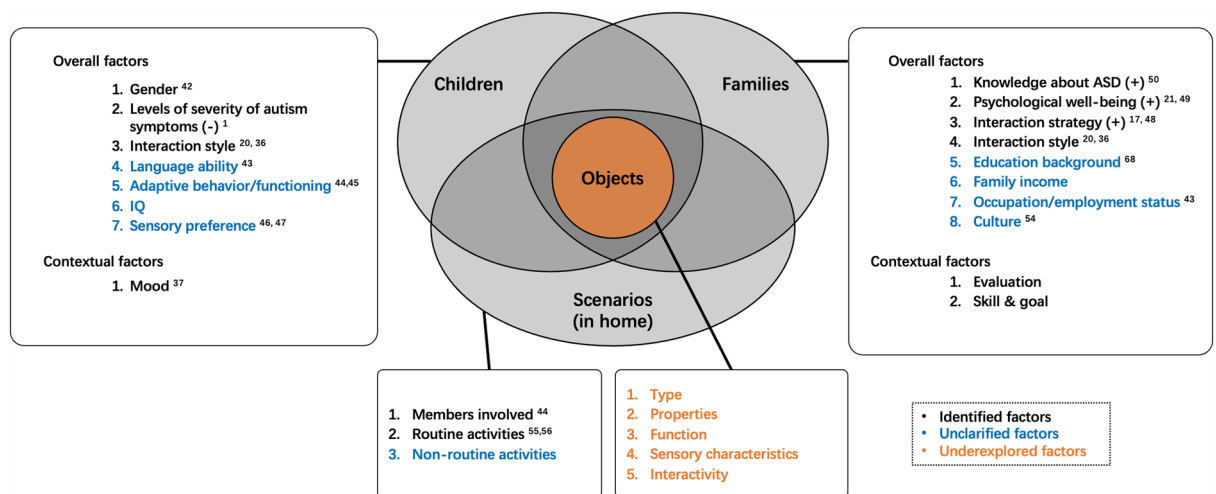 Overall factors
1. Gender 42
2. Levels of severity of autism
symptoms (-) 1
3. Interaction style 20, 36
4. Language ability 43
5. Adaptive behavior/functioning 44,45
6. IQ
7. Sensory preference 46, 47
Contextual factors
1. Mood 37
Children
Families
Objects
Scenarios
(in home)
Overall factors
1. Knowledge about ASD (+) 50
2. Psychological well-being (+) 21, 49
3. Interaction strategy (+) 17, 48
4. Interaction style 20, 36
5. Education background 68
6. Family income
7. Occupation/employment status 43
8. Culture 54
Contextual factors
1. Evaluation
2. Skill & goal
1. Members involved 44
2. Routine activities 55,56
3. Non-routine activities
1. Type
2. Properties
3. Function
4. Sensory characteristics
5. Interactivity
• Identified factors
• Unclarified factors
• Underexplored factors